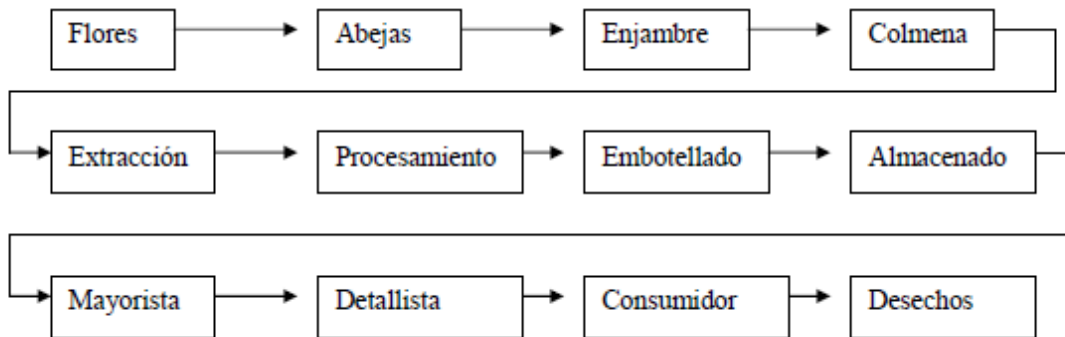 Flores
Abejas
Enjambre
Colmena
Extracción
Procesamiento
Embotellado
Almacenado
Mayorista
Detallista
Consumidor
Desechos